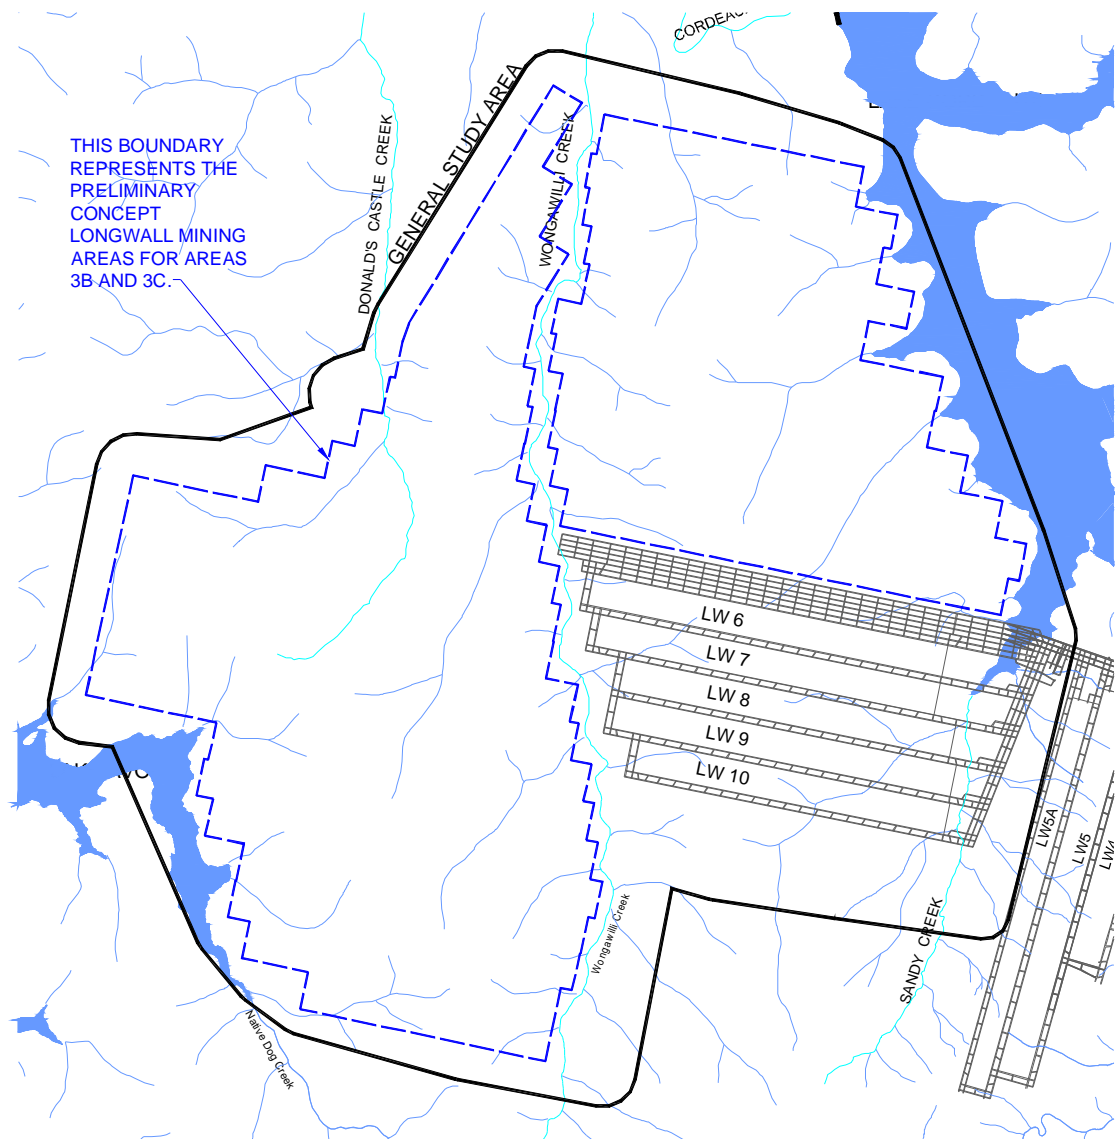 CORDEAU
THIS BOUNDARY
REPRESENTS THE
PRELIMINARY
CONCEPT
LONGWALL MINING
AREAS FOR AREAS
3B AND 3C.
DONALD'S CASTLE CREEK
GENERAL STUDY AREA
WONGAWILLI CREEK
LW 6
LW 7
LW 8
LW 9
LW 10
LW5A
LW5
LW4
Wongawilli Creek
SANDY CREEK
Native Dog Creek